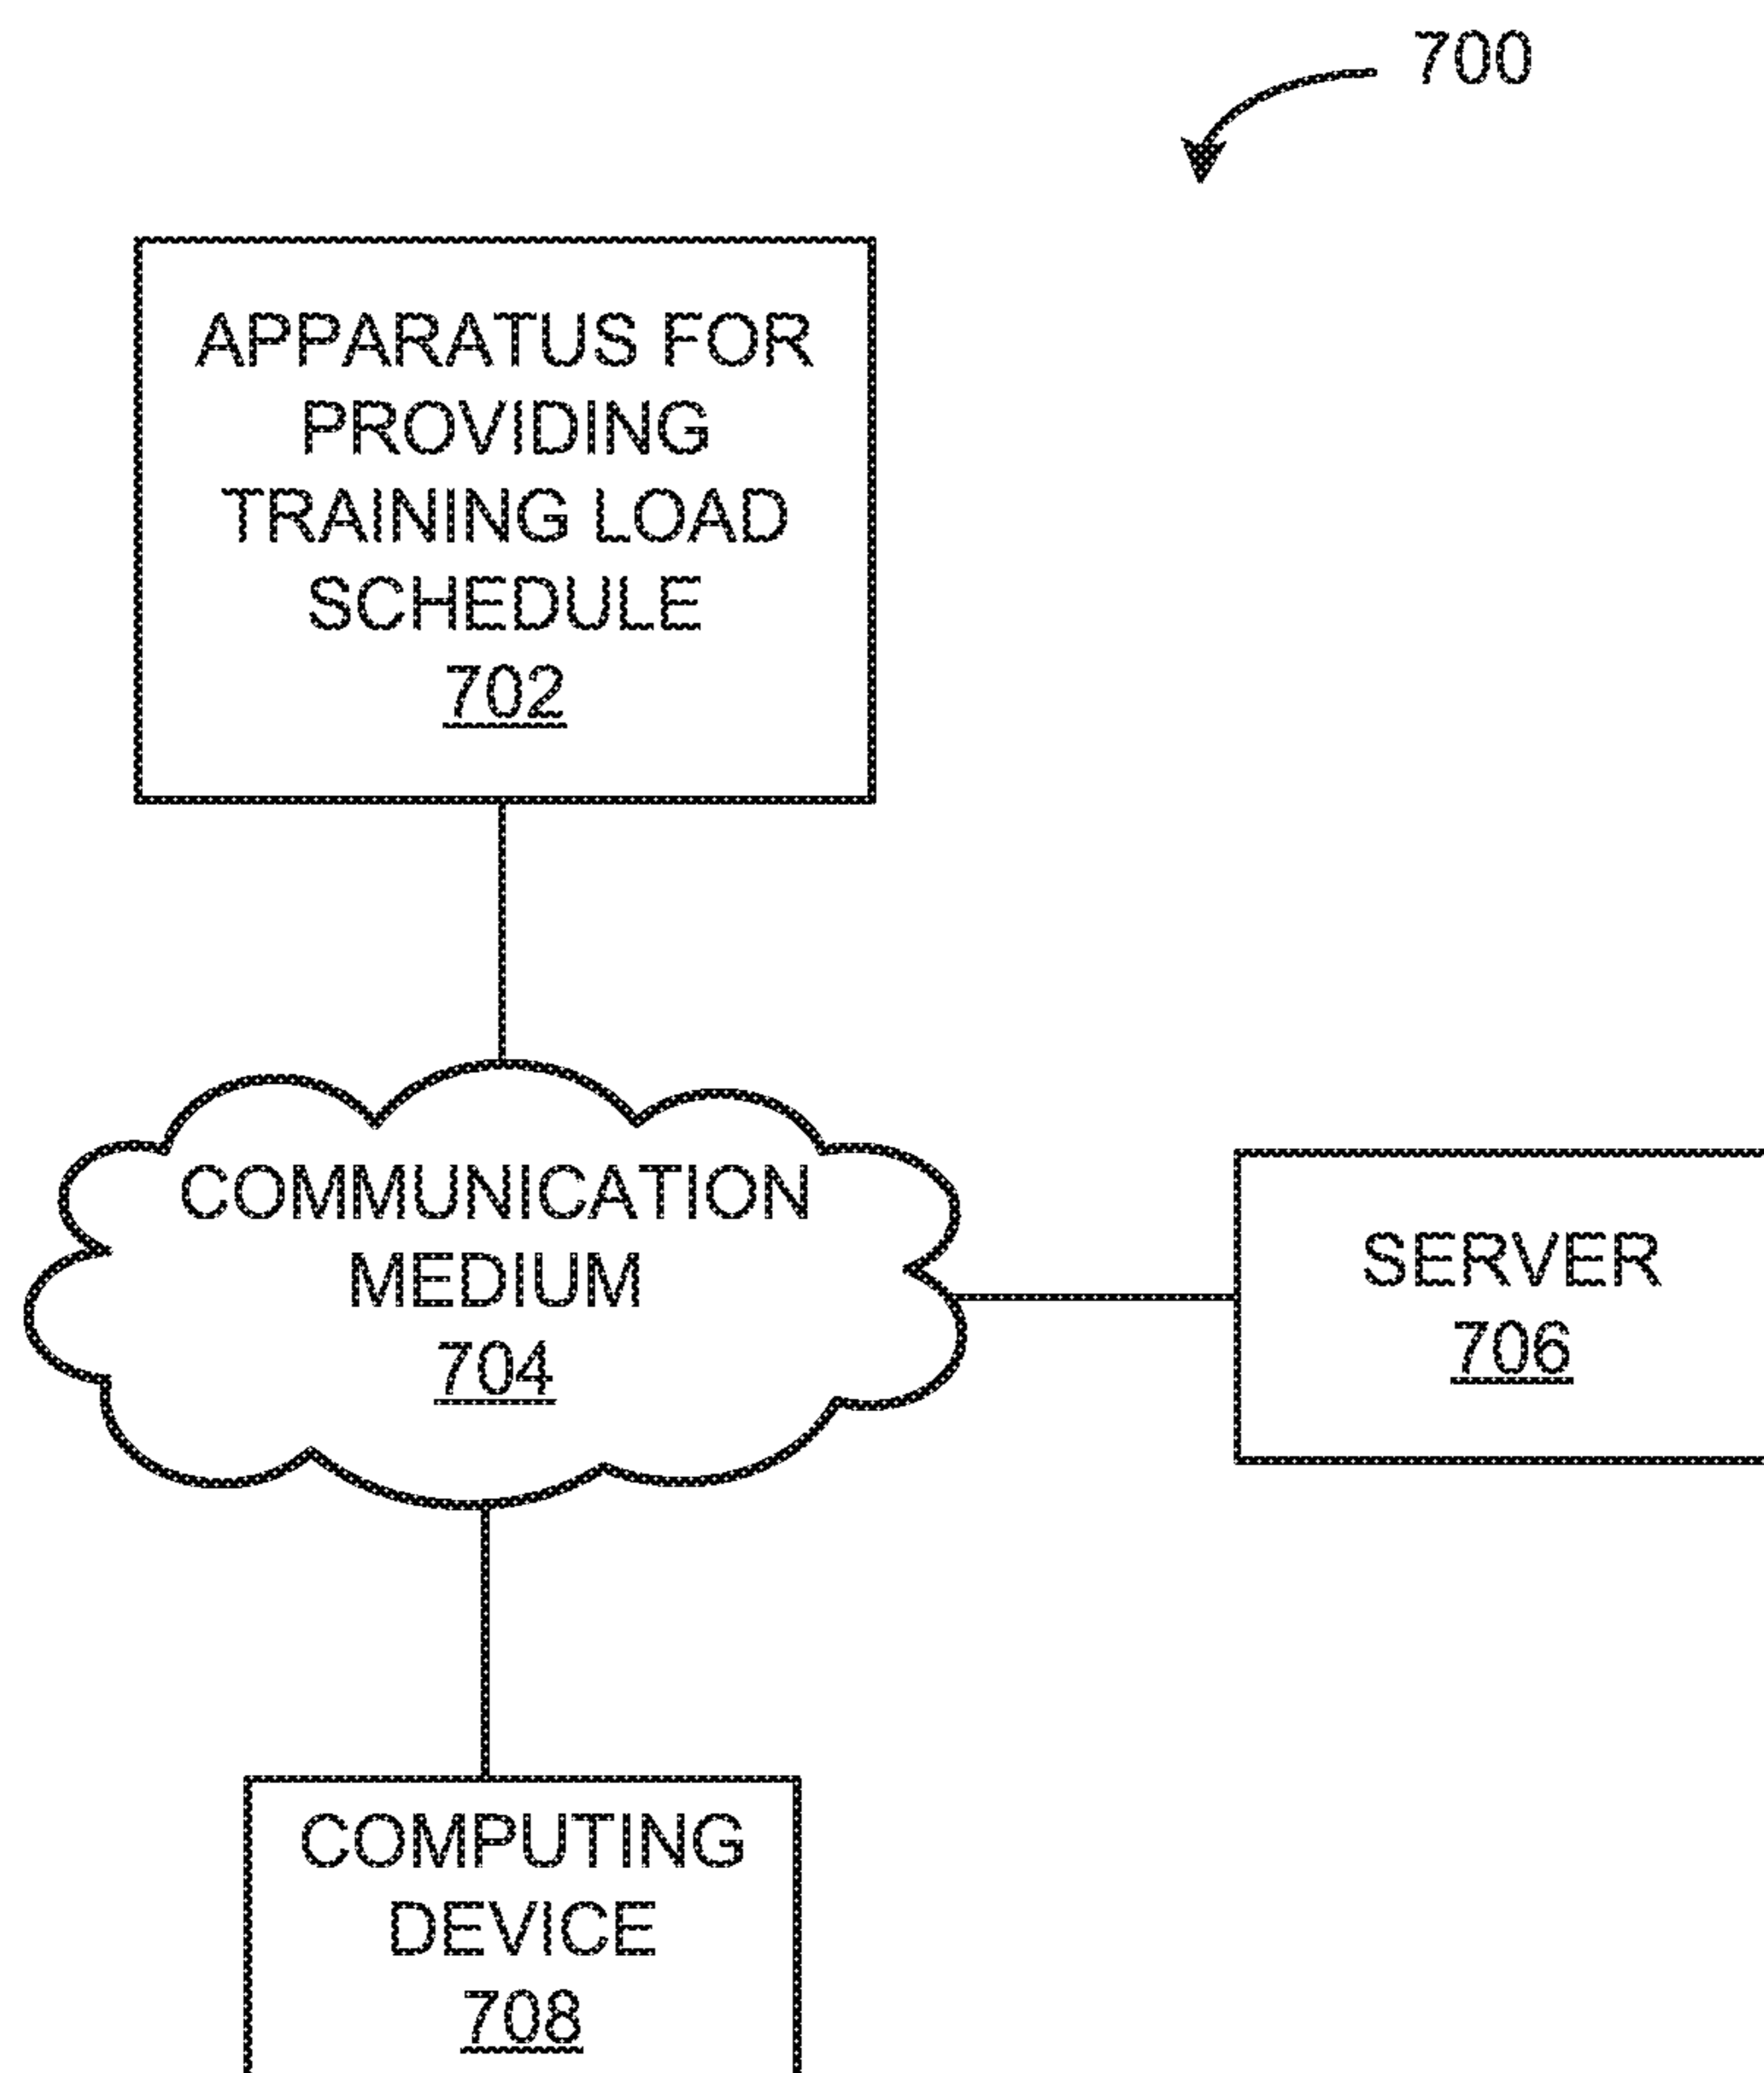 700
APPARATUS FOR
PROVIDING
TRAINING LOAD
SCHEDULE
702
COMMUNICATION
MEDIUM
704
SERVER
706
COMPUTING
DEVICE
708